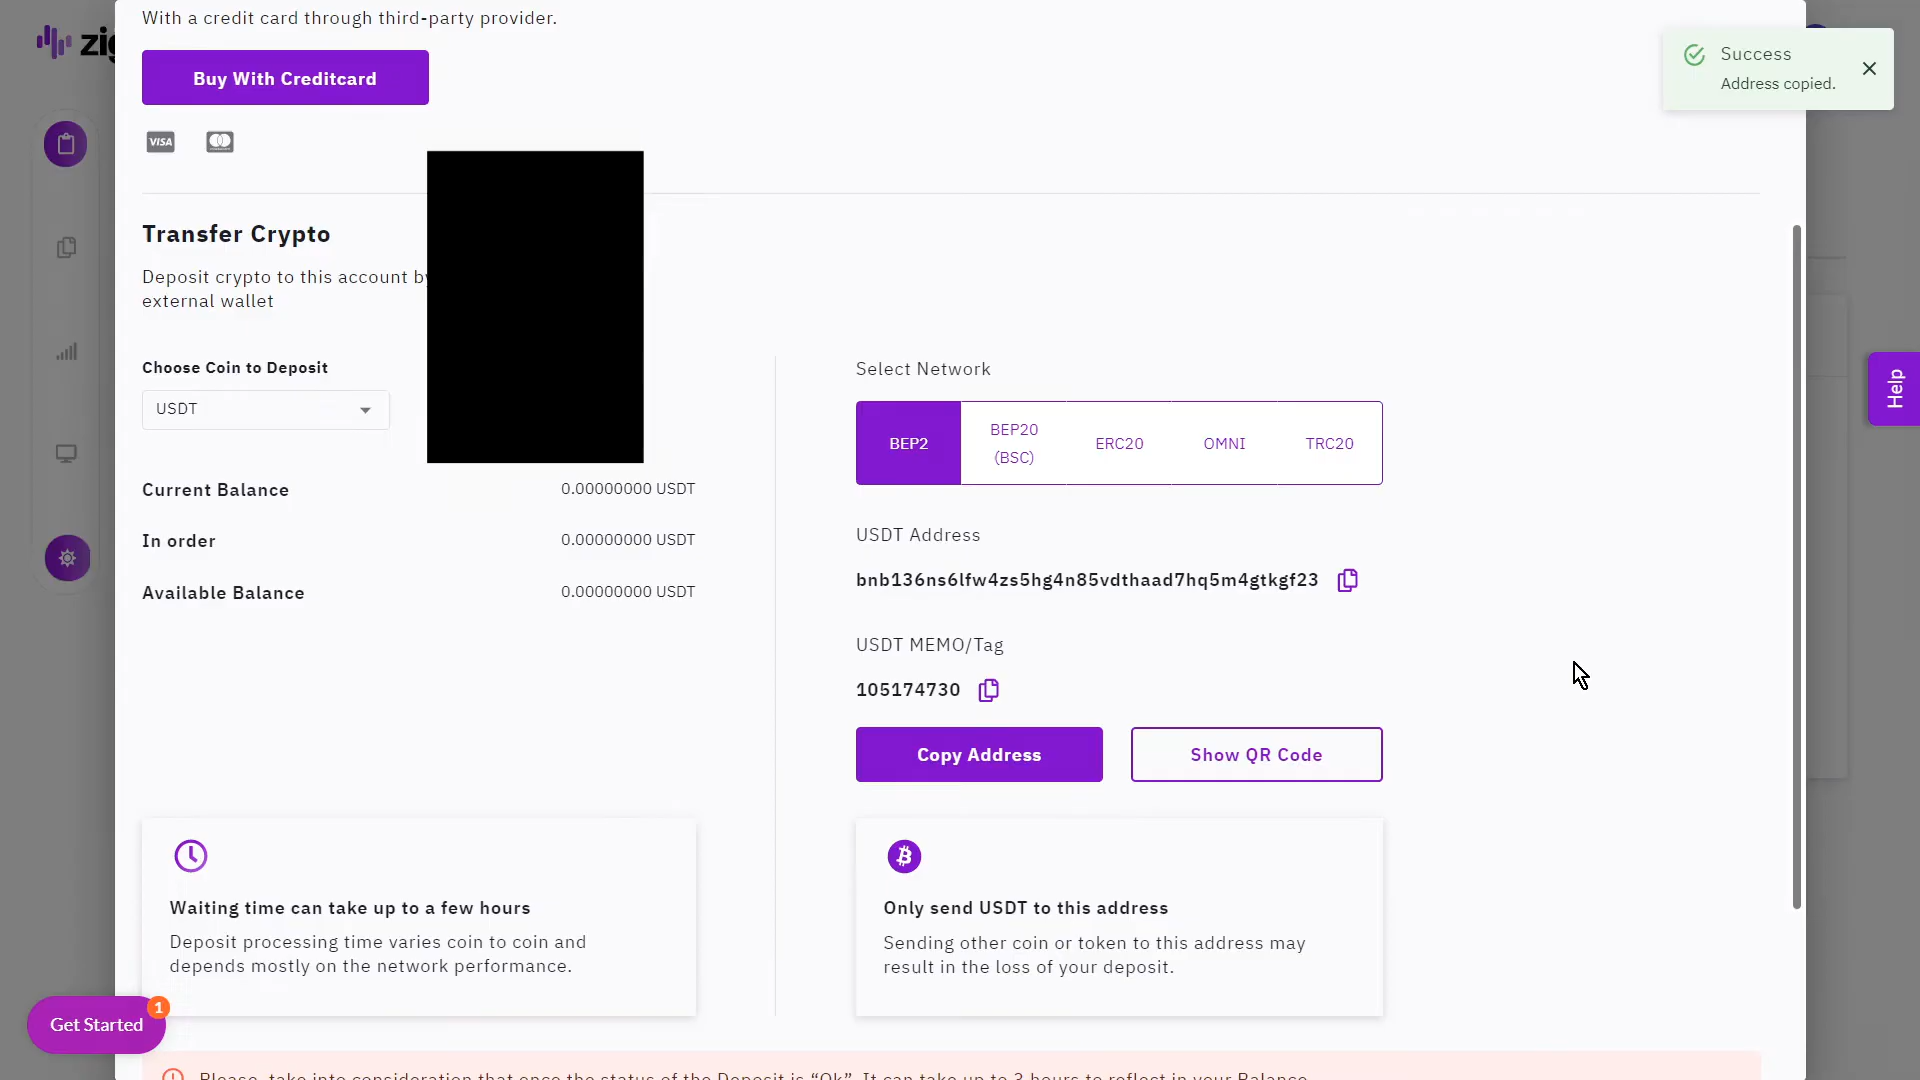 With a credit card through third-party provider.
zig
Buy With Creditcard
VISA
Success
Address copied.
Transfer Crypto
Deposit crypto to this account by
external wallet
Choose Coin to Deposit
USDT
Current Balance 0.00000000 USDT
In order 0.00000000 USDT
Available Balance 0.00000000 USDT
Select Network
BEP2
BEP20
(BSC)
ERC20
OMNI
TRC20
USDT Address
bnb136ns6lfw4zs5hg4n85vdthaad7hq5m4gtkgf23
USDT MEMO/Tag
105174730
Copy Address
Show QR Code
Help
Waiting time can take up to a few hours
Deposit processing time varies coin to coin and
depends mostly on the network performance.
Only send USDT to this address
Sending other coin or token to this address may
result in the loss of your deposit.
Get Started
1
Please, take into consideration that once the status of the Deposit is “Ok”. It can take up to 3 hours to reflect in your Balance